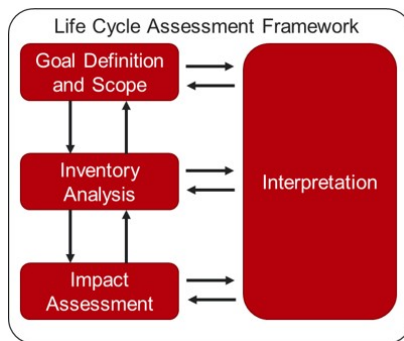 Life Cycle Assessment Framework
Goal Definition
and Scope
Inventory
Analysis
Interpretation
Impact
Assessment